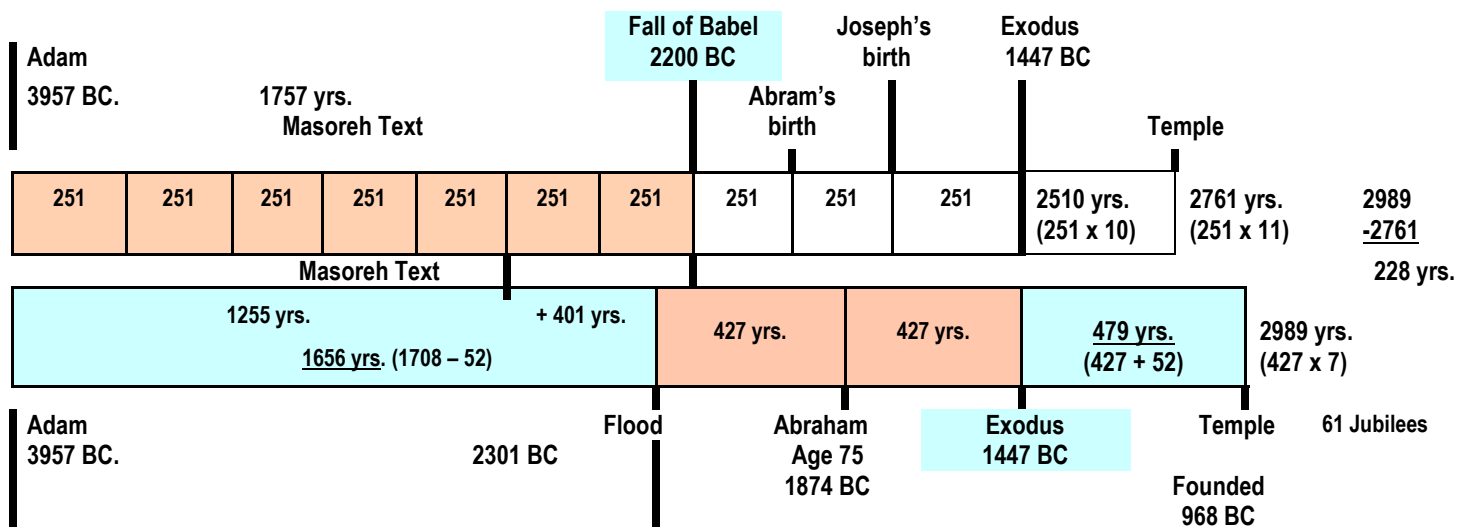 Adam
3957 BC.
1757 yrs.
Masoreh Text
Fall of Babel
2200 BC
Abram’s
birth
Joseph’s
birth
Exodus
1447 BC
Temple
251 251 251 251 251 251 251 251 251 251
2510 yrs.
(251 x 10)
2761 yrs.
(251 x 11)
2989
-2761
228 yrs.
Masoreh Text
1255 yrs. + 401 yrs.
1656 yrs. (1708 – 52)
427 yrs.
427 yrs.
479 yrs.
(427 + 52)
2989 yrs.
(427 x 7)
Adam
3957 BC.
Flood
2301 BC
Abraham
Age 75
1874 BC
Exodus
1447 BC
Temple
61 Jubilees
Founded
968 BC